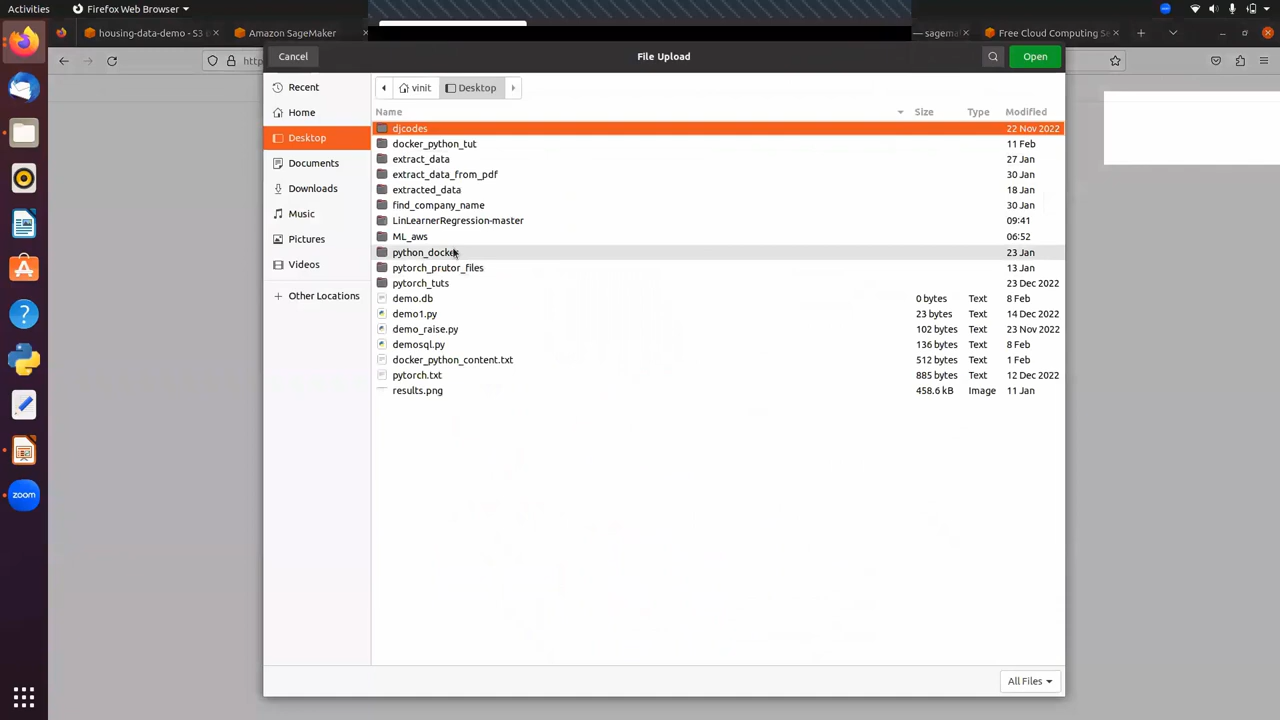 Activities Firefox Web Browser
housing-data-demo - S3 Amazon SageMaker — sagem Free Cloud Computing Se
Cancel File Upload Open
Recent
Home
Desktop
Documents
Downloads
Music
Pictures
Videos
Other Locations
vinit Desktop
Name Size Type Modified
djcodes 22 Nov 2022
docker_python_tut 11 Feb
extract_data 27 Jan
extract_data_from_pdf 30 Jan
extracted_data 18 Jan
find_company_name 30 Jan
LinLearnerRegression-master 09:41
ML_aws 06:52
python_docker 23 Jan
pytorch_prutor_files 13 Jan
pytorch_tuts 23 Dec 2022
demo.db 0 bytes Text 8 Feb
demo1.py 23 bytes Text 14 Dec 2022
demo_raise.py 102 bytes Text 23 Nov 2022
demosql.py 136 bytes Text 8 Feb
docker_python_content.txt 512 bytes Text 1 Feb
pytorch.txt 885 bytes Text 12 Dec 2022
results.png 458.6 kB Image 11 Jan
All Files
zoom